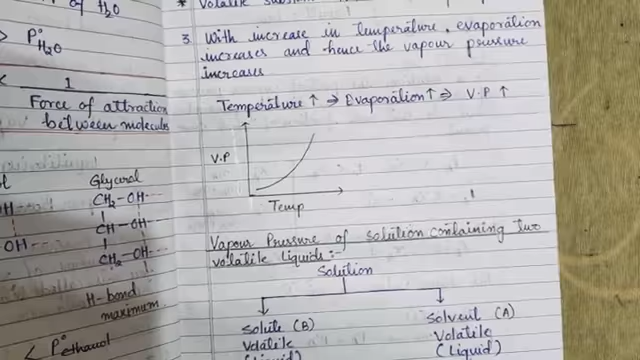 of H2O
> P°H2O
1
Force of attraction
between molecules
Glycerol
CH2-OH
CH-OH
OH
CH2-OH
H-bond
maximum
< P°ethanol
* Volatile
3. With increase in temperature, evaporation
increases and hence the vapour pressure
increases
Temperature ↑ ⇒ Evaporation ↑ ⇒ V.P ↑
V.P
Temp
Vapour Pressure of solution containing two
volatile liquids:-
Solution
Solute (B)
Volatile
(Liquid)
Solvent (A)
Volatile
(Liquid)